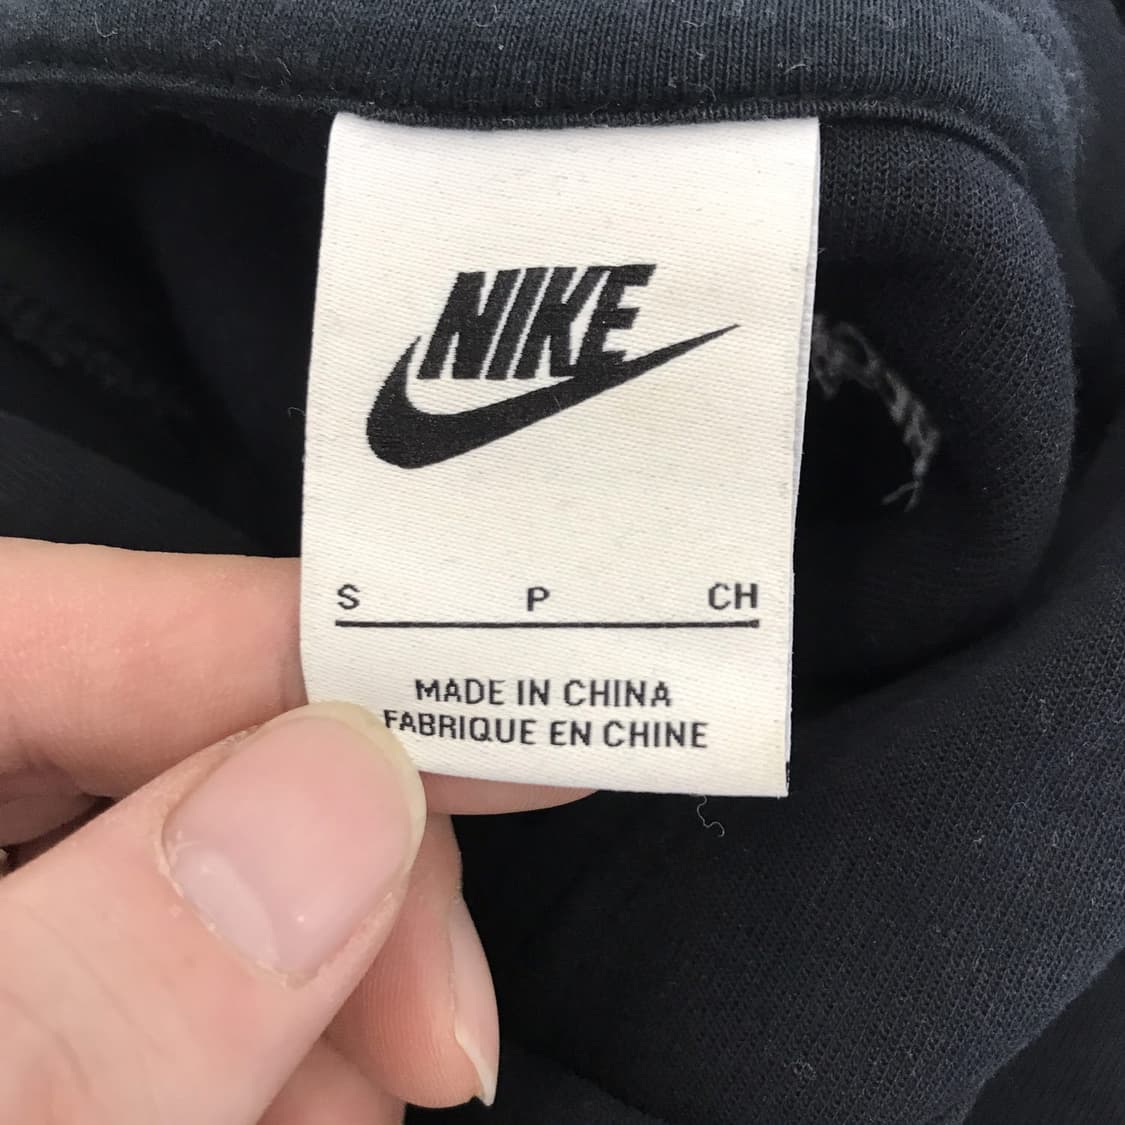 NIKE
S P CH
MADE IN CHINA
FABRIQUE EN CHINE